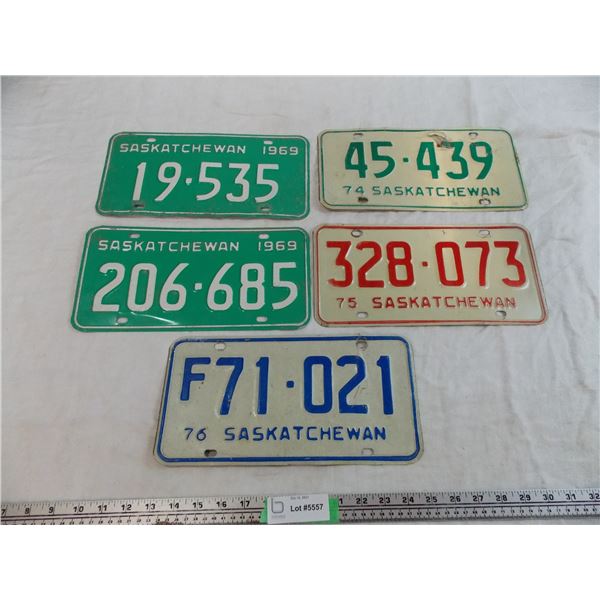 SASKATCHEWAN 1969
19·535
45·439
74 SASKATCHEWAN
SASKATCHEWAN 1969
206·685
328·073
75 SASKATCHEWAN
F71·021
76 SASKATCHEWAN
Lot #5557